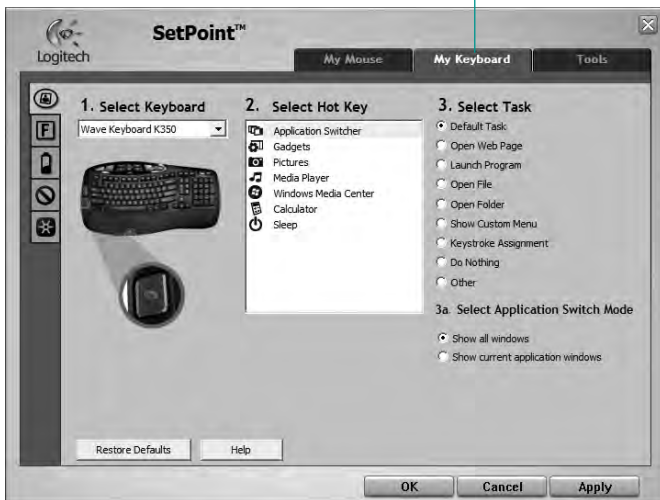 Logitech
SetPoint™
My Mouse
My Keyboard
Tools
1. Select Keyboard
Wave Keyboard K350
2. Select Hot Key
Application Switcher
Gadgets
Pictures
Media Player
Windows Media Center
Calculator
Sleep
3. Select Task
Default Task
Open Web Page
Launch Program
Open File
Open Folder
Show Custom Menu
Keystroke Assignment
Do Nothing
Other
3a Select Application Switch Mode
Show all windows
Show current application windows
F
Restore Defaults
Help
OK
Cancel
Apply